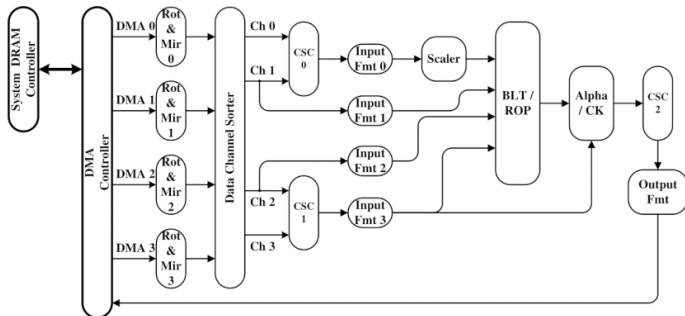 System DRAM
Controller
DMA
Controller
DMA 0
Rot
&
Mir
0
DMA 1
Rot
&
Mir
1
DMA 2
Rot
&
Mir
2
DMA 3
Rot
&
Mir
3
Data Channel Sorter
Ch 0
Ch 1
Ch 2
Ch 3
CSC
0
CSC
1
Input
Fmt 0
Input
Fmt 1
Input
Fmt 2
Input
Fmt 3
Scaler
BLT /
ROP
Alpha
/ CK
CSC
2
Output
Fmt